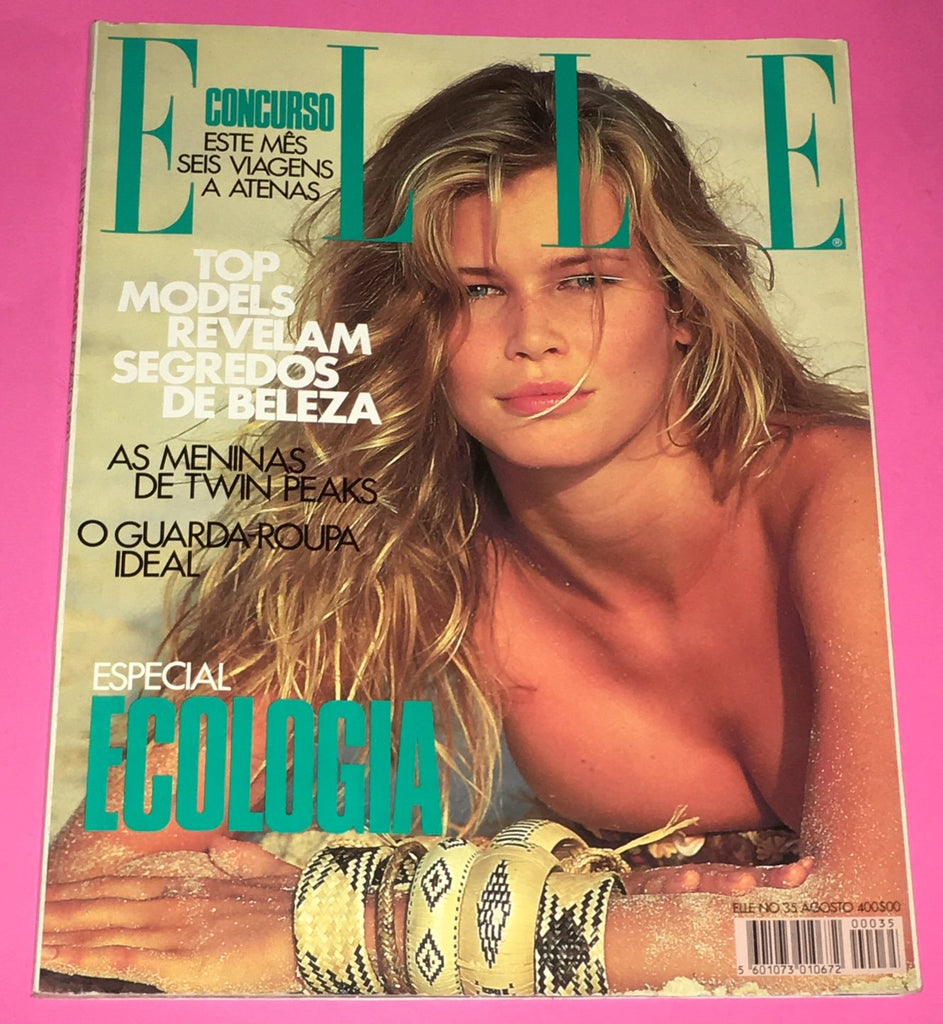 ELLE
CONCURSO
ESTE MÊS
SEIS VIAGENS
A ATENAS
TOP
MODELS
REVELAM
SEGREDOS
DE BELEZA
AS MENINAS
DE TWIN PEAKS
O GUARDA-ROUPA
IDEAL
ESPECIAL
ECOLOGIA
ELLE NO 35 AGOSTO 400$00
00035
5 601073 010672